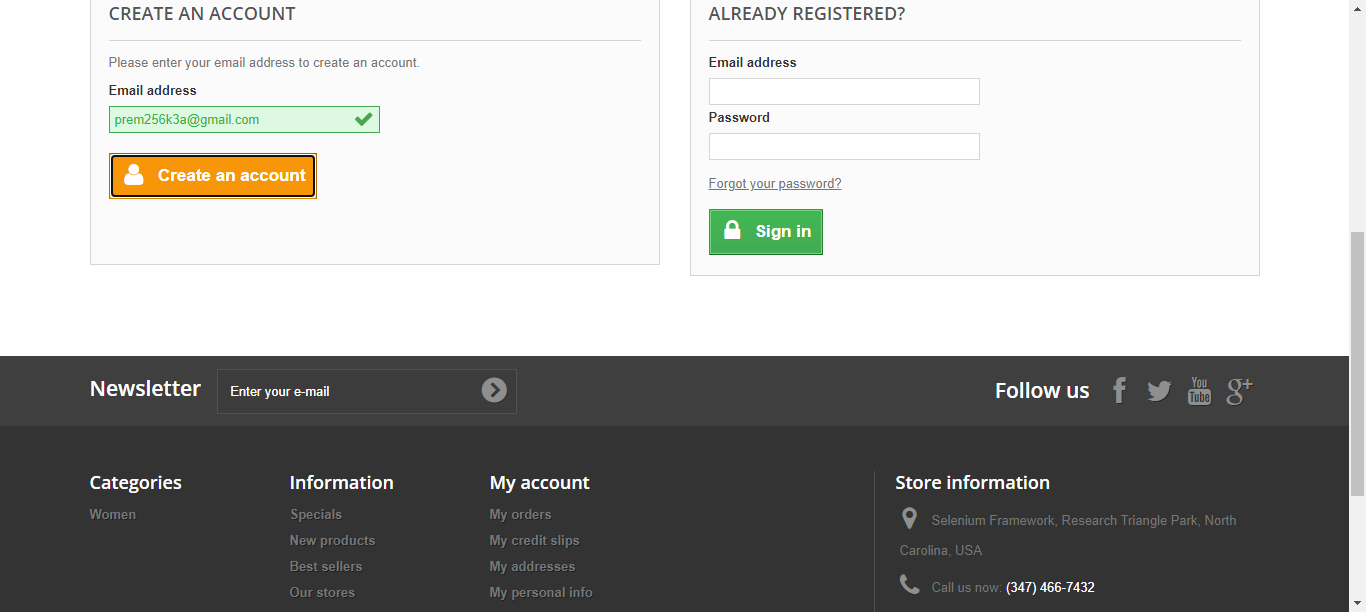 CREATE AN ACCOUNT
Please enter your email address to create an account.
Email address
prem256k3a@gmail.com
Create an account
ALREADY REGISTERED?
Email address
Password
Forgot your password?
Sign in
Newsletter
Enter your e-mail
Follow us
You
Tube
g+
Categories
Women
Information
Specials
New products
Best sellers
Our stores
My account
My orders
My credit slips
My addresses
My personal info
Store information
Selenium Framework, Research Triangle Park, North
Carolina, USA
Call us now: (347) 466-7432